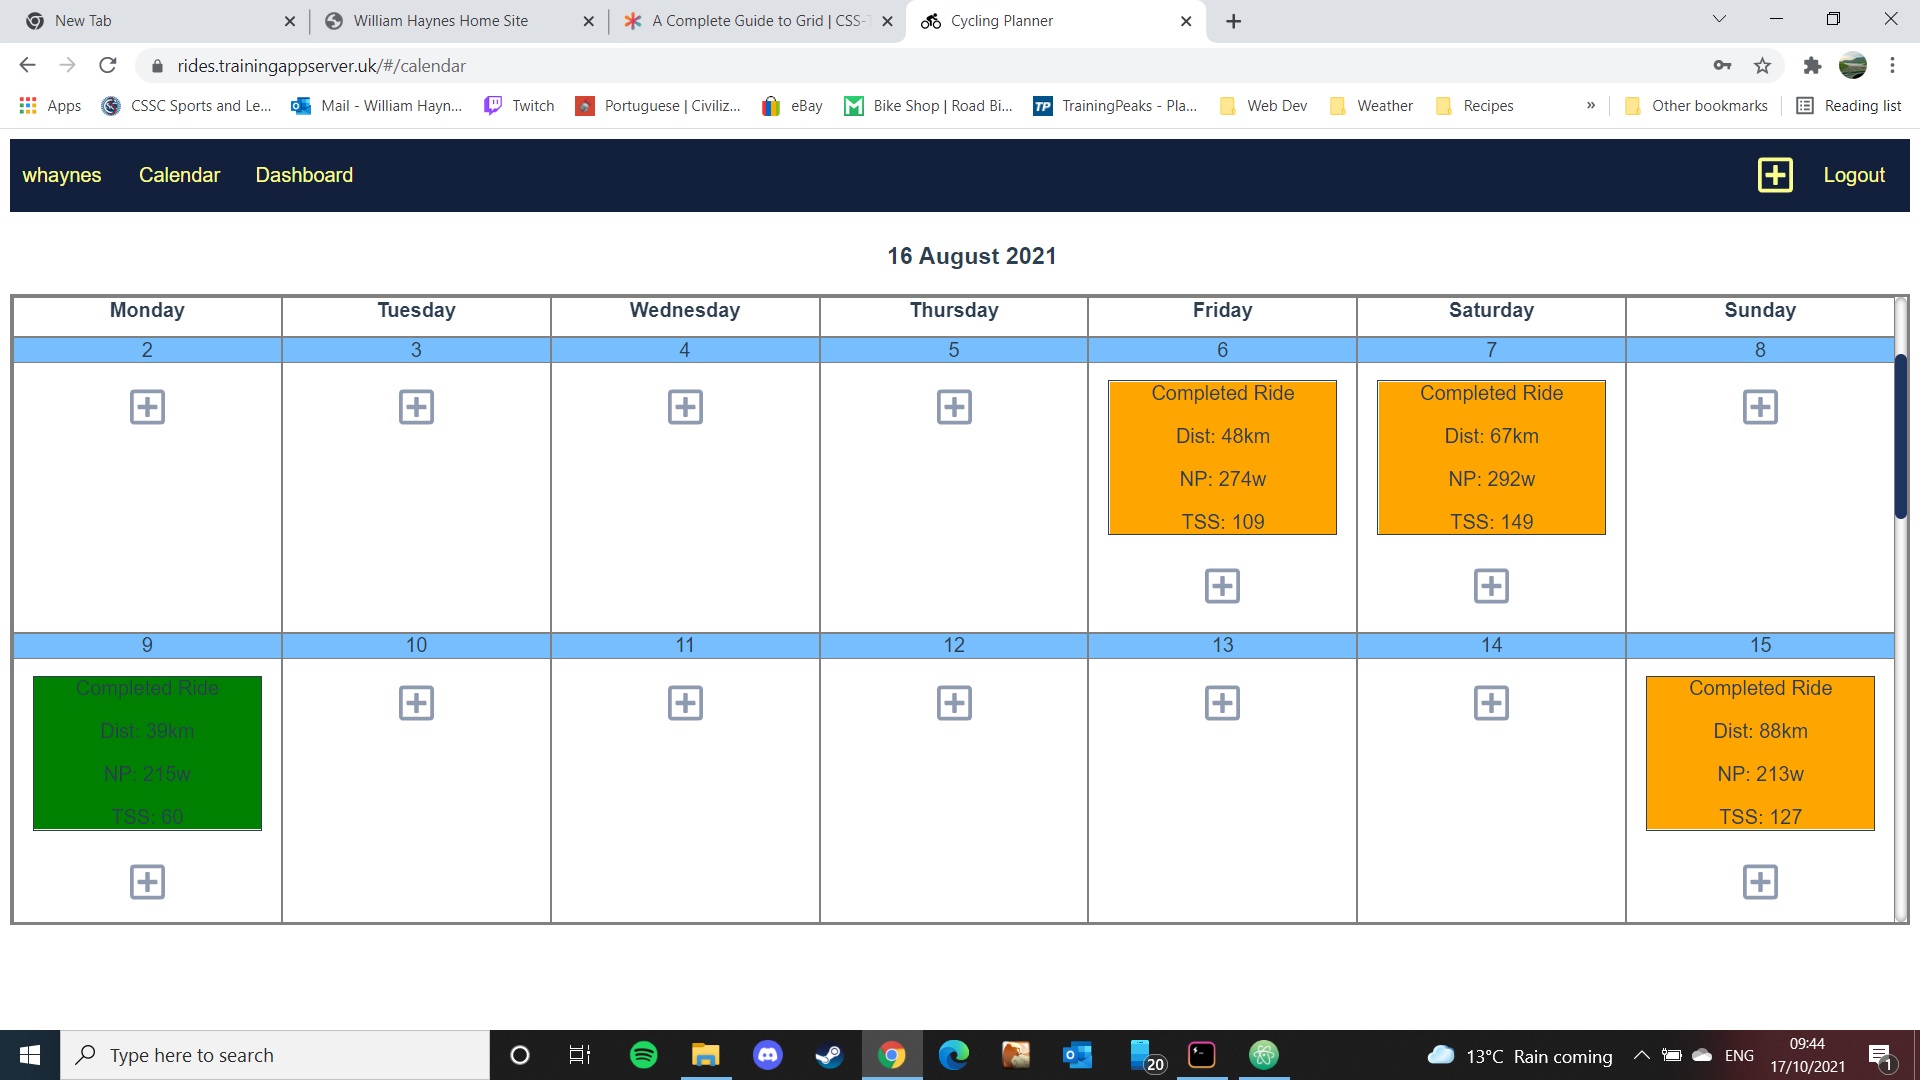 New Tab
William Haynes Home Site
A Complete Guide to Grid | CSS-T
Cycling Planner
rides.trainingappserver.uk/#/calendar
Apps
CSSC Sports and Le...
Mail - William Hayn...
Twitch
Portuguese | Civiliz...
eBay
Bike Shop | Road Bi...
TP
TrainingPeaks - Pla...
Web Dev
Weather
Recipes
»
Other bookmarks
Reading list
whaynes
Calendar
Dashboard
Logout
16 August 2021
Monday
Tuesday
Wednesday
Thursday
Friday
Saturday
Sunday
2
3
4
5
6
7
8
Completed Ride
Dist: 48km
NP: 274w
TSS: 109
Completed Ride
Dist: 67km
NP: 292w
TSS: 149
9
10
11
12
13
14
15
Completed Ride
Dist: 39km
NP: 215w
TSS: 60
Completed Ride
Dist: 88km
NP: 213w
TSS: 127
Type here to search
20
13°C Rain coming
ENG
09:44
17/10/2021
1